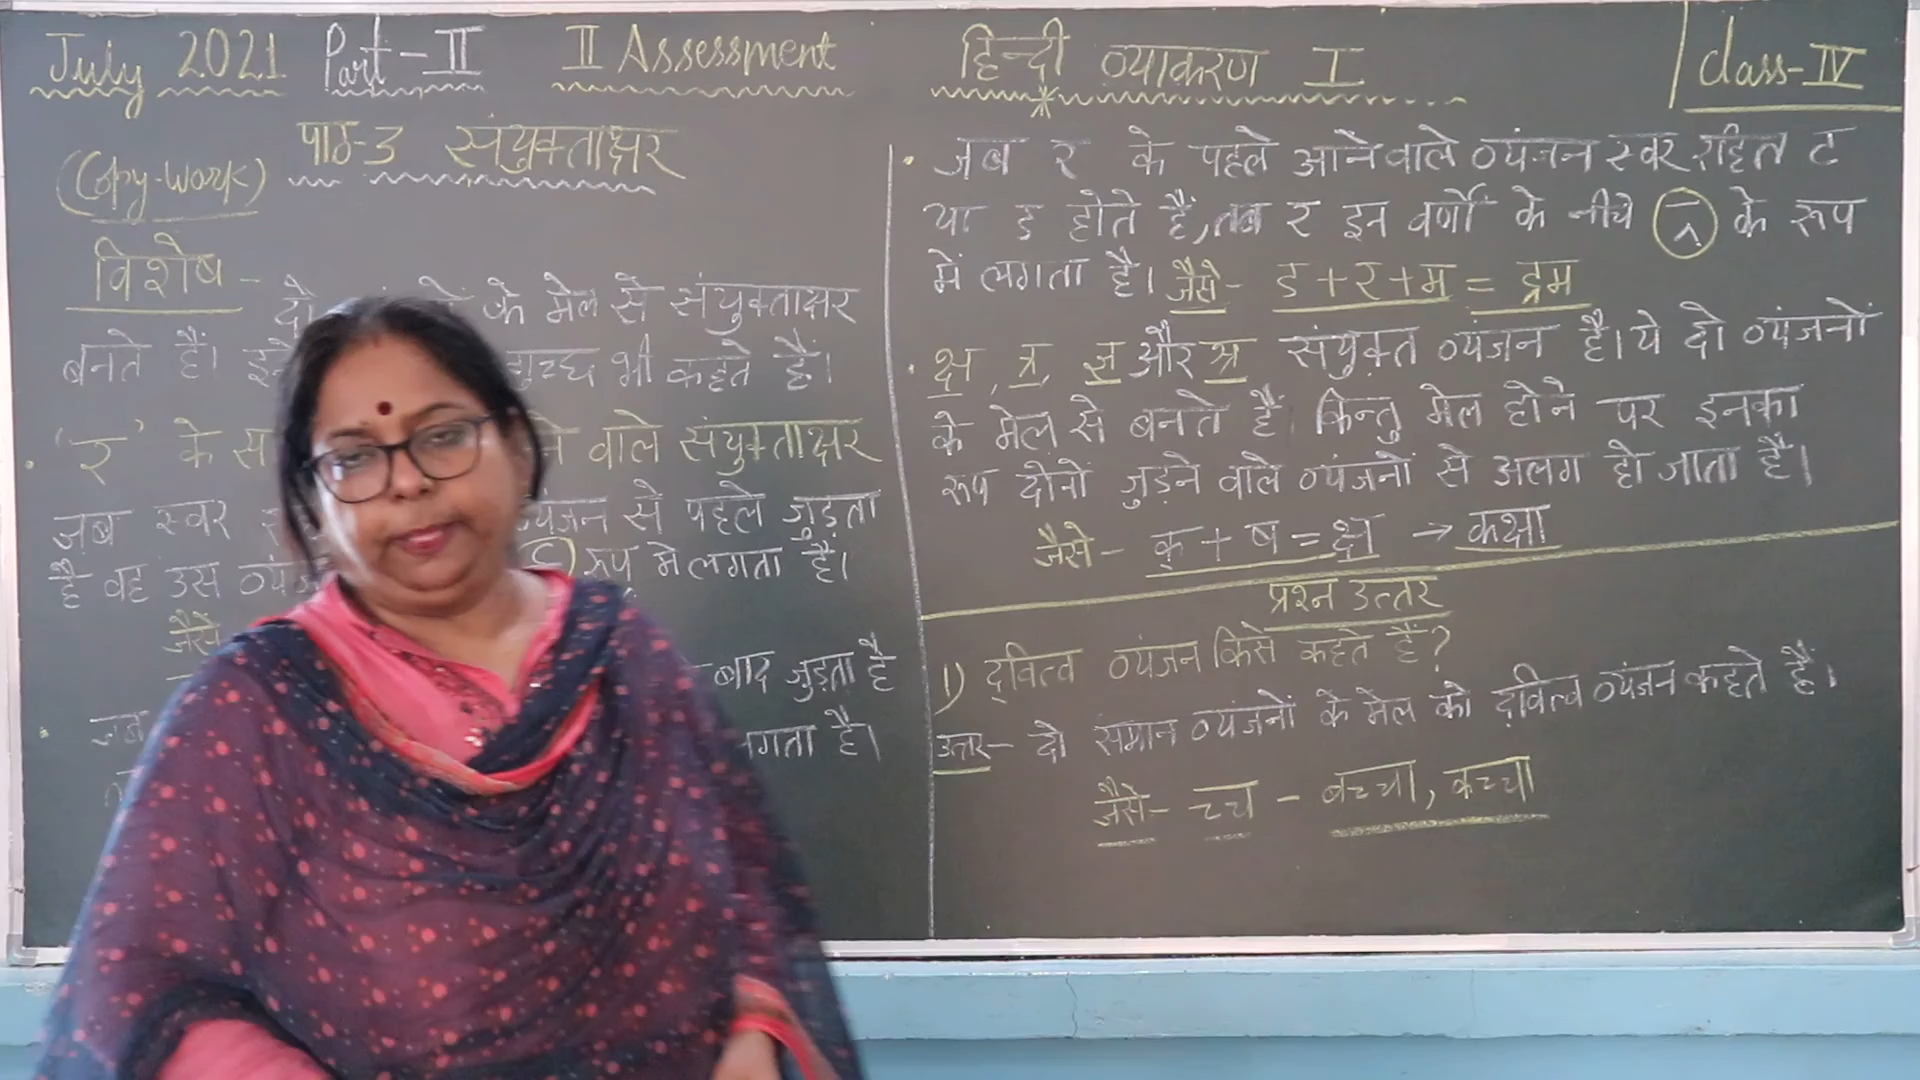 July 2021 Part-II II Assessment हिन्दी व्याकरण I Class-IV
पाठ-3 संयुक्ताक्षर
(Copy-work)
विशेष -
दो के मेल से संयुक्ताक्षर
बनते हैं। भी कहते हैं।
'र' के वाले संयुक्ताक्षर
जब स्वर व्यंजन से पहले जुड़ता
है वह उस रूप मे लगता है।
जैसे
बाद जुड़ता है
जब लगता है।
• जब र के पहले आने वाले व्यंजन स्वर रहित ट
या ड होते हैं, तब र इन वर्णों के नीचे के रूप
में लगता है। जैसे- ड+र+म = ड्रम
• क्ष, त्र, ज्ञ और श्र संयुक्त व्यंजन है। ये दो व्यंजनों
के मेल से बनते हैं किन्तु मेल होने पर इनका
रूप दोनो जुड़ने वाले व्यंजनों से अलग हो जाता है।
जैसे- क् + ष = क्ष → कक्षा
प्रश्न उत्तर
1) द्वित्व व्यंजन किसे कहते हैं?
उत्तर- दो समान व्यंजनों के मेल को द्वित्व व्यंजन कहते हैं।
जैसे- च्च - बच्चा, कच्चा